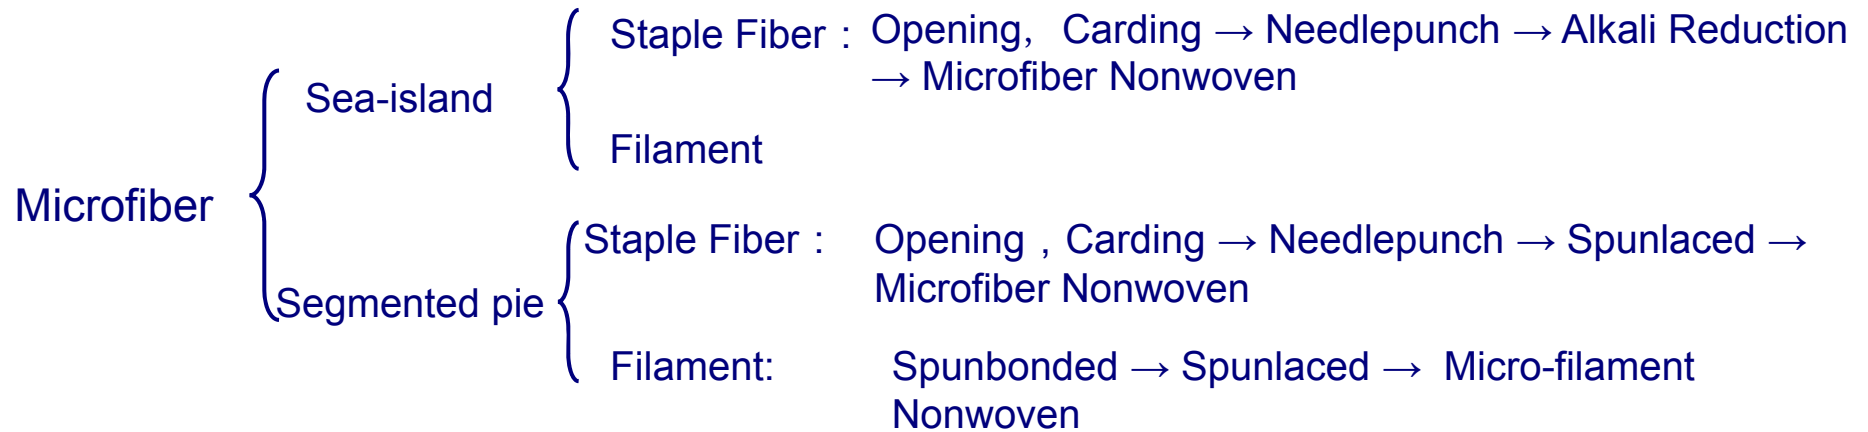 Staple Fiber : Opening, Carding → Needlepunch → Alkali Reduction
→ Microfiber Nonwoven
Sea-island
Filament
Microfiber
Staple Fiber : Opening , Carding → Needlepunch → Spunlaced →
Microfiber Nonwoven
Segmented pie
Filament: Spunbonded → Spunlaced → Micro-filament
Nonwoven